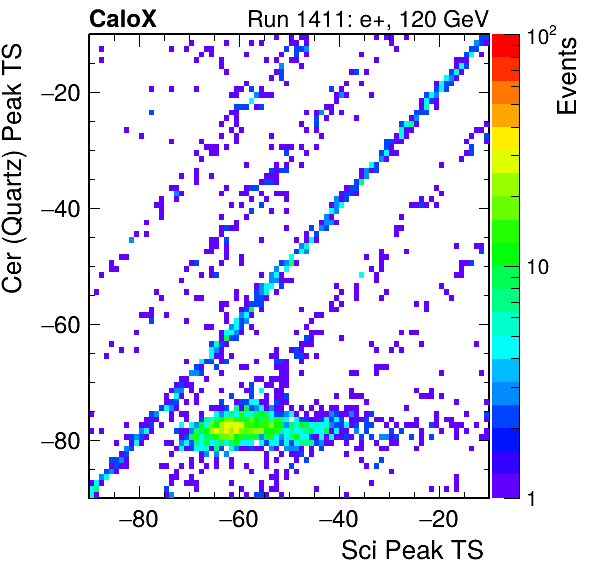 CaloX Run 1411: e+, 120 GeV
Cer (Quartz) Peak TS
−20
−40
−60
−80
−80 −60 −40 −20
Sci Peak TS
10²
10
1
Events